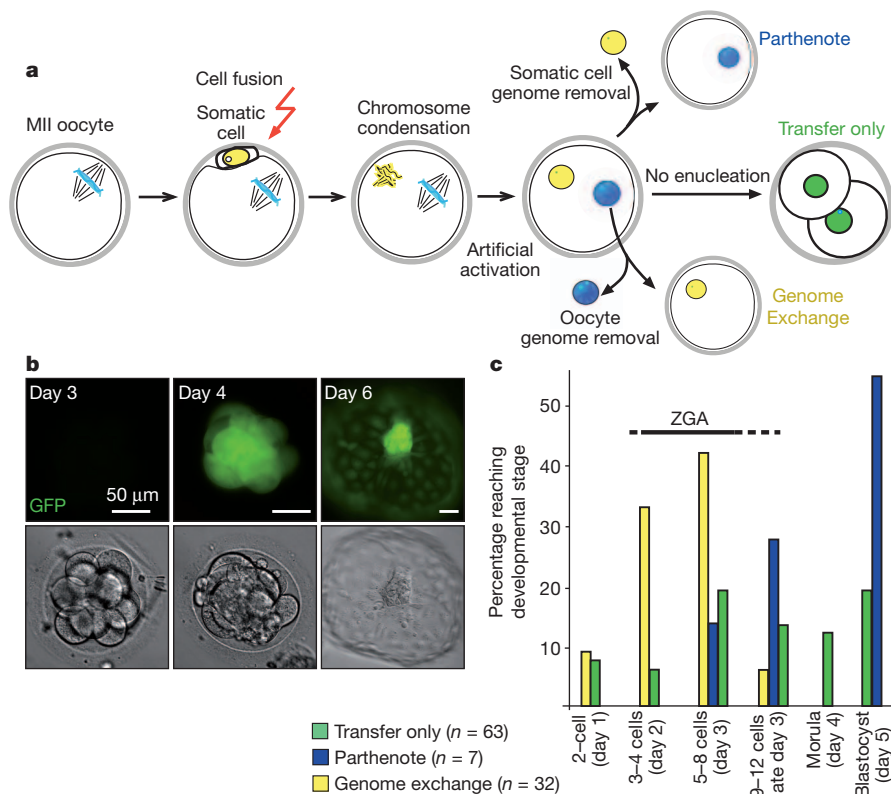 a
MII oocyte
Cell fusion
Somatic
cell
Chromosome
condensation
Artificial
activation
Somatic cell
genome removal
Parthenote
No enucleation
Transfer only
Oocyte
genome removal
Genome
Exchange
b
Day 3
Day 4
Day 6
GFP
50 µm
c
Percentage reaching
developmental stage
50
40
30
20
10
ZGA
2–cell
(day 1)
3–4 cells
(day 2)
5–8 cells
(day 3)
9–12 cells
ate day 3)
Morula
(day 4)
Blastocyst
(day 5)
Transfer only (n = 63)
Parthenote (n = 7)
Genome exchange (n = 32)